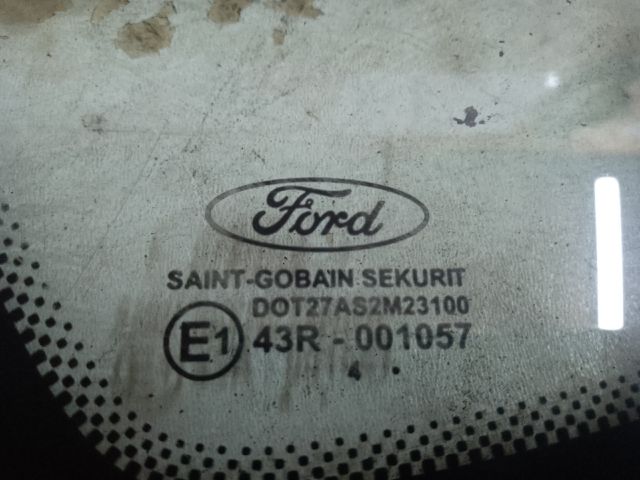 Ford
SAINT-GOBAIN SEKURIT
DOT27AS2M23100
E1 43R - 001057
4 •